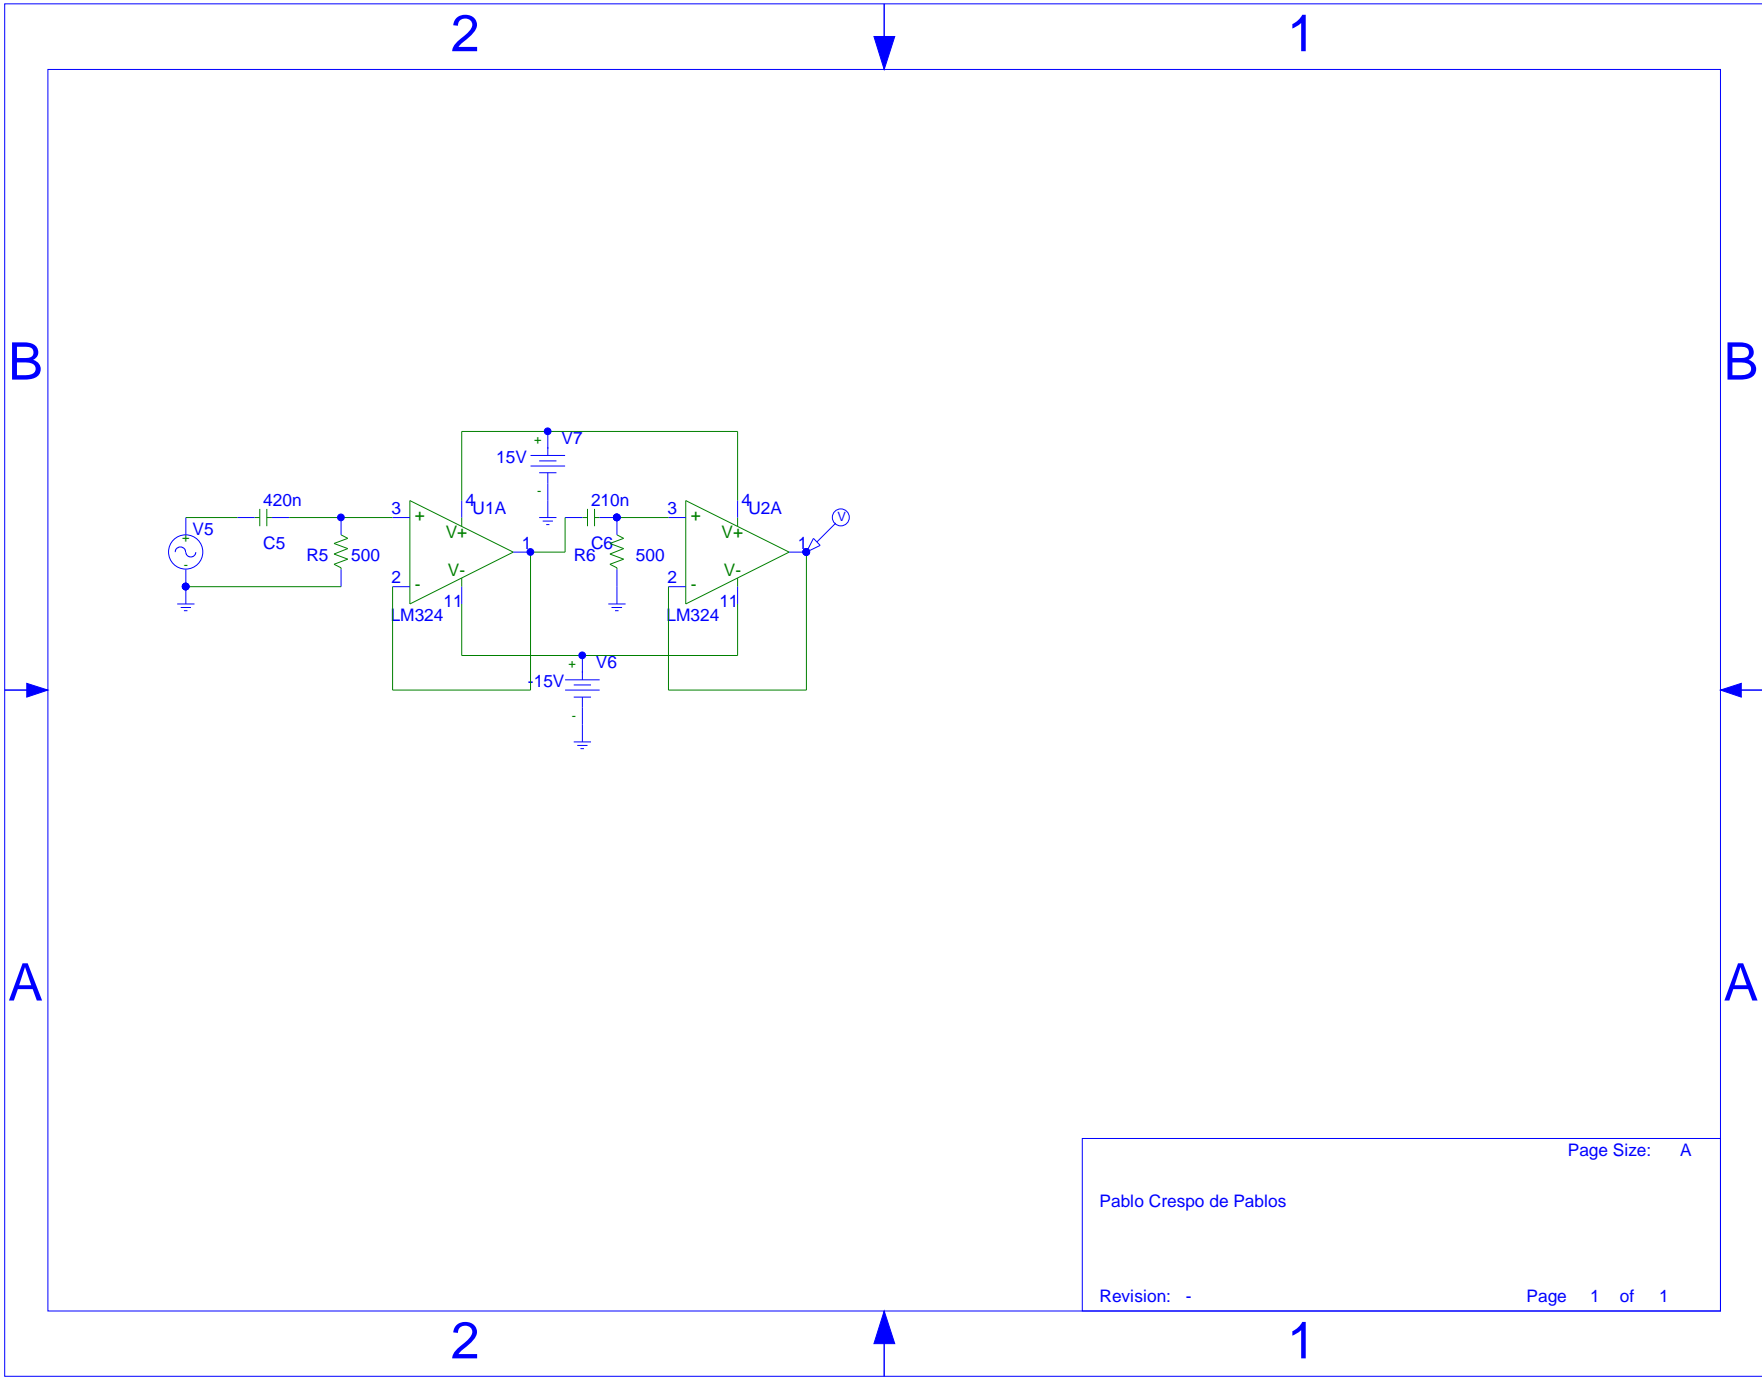 2 1
B B
V7
+
15V
-
420n 3 + 4 U1A 210n 3 + 4 U2A V
V5 + C5 V+ 1 C6 V+ 1
- R5 500 R6 500
2 - V- 2 - V-
11 11
LM324 LM324
+ V6
-15V
-
A A
Page Size: A
Pablo Crespo de Pablos
Revision: - Page 1 of 1
2 1